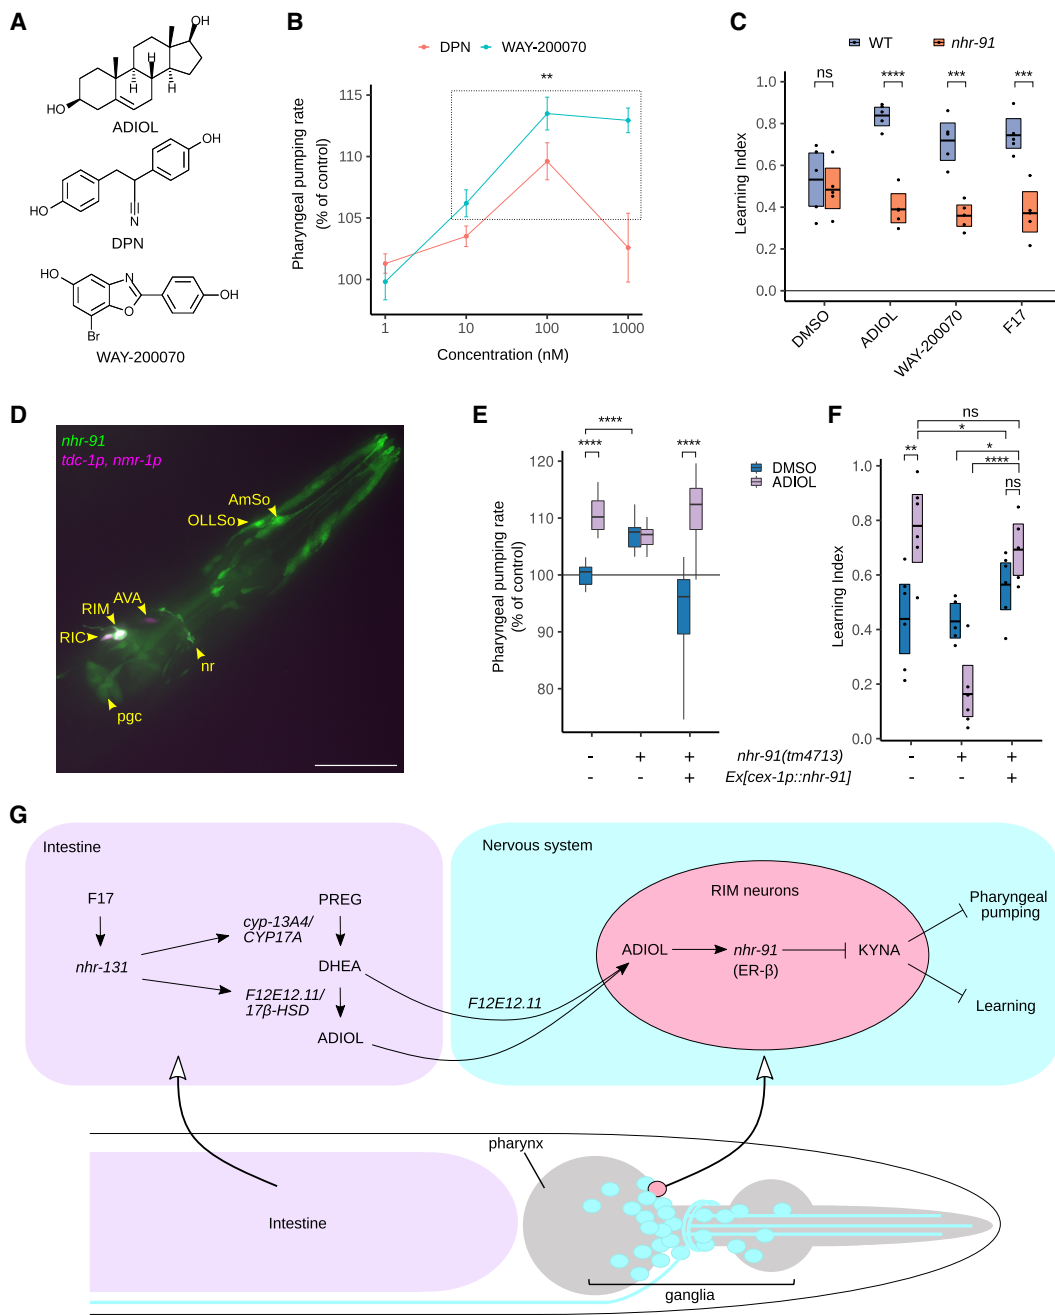 A
OH
H
H
H
HO
ADIOL
OH
HO
N
DPN
HO
N
O
OH
Br
WAY-200070
B
DPN
WAY-200070
**
115
110
105
100
Pharyngeal pumping rate
(% of control)
1
10
100
1000
Concentration (nM)
C
WT
nhr-91
ns
****
***
***
1.0
0.8
0.6
0.4
0.2
0.0
Learning Index
DMSO
ADIOL
WAY-200070
F17
D
nhr-91
tdc-1p, nmr-1p
AmSo
OLLSo
AVA
RIM
RIC
nr
pgc
E
****
****
****
120
110
100
90
80
Pharyngeal pumping rate
(% of control)
DMSO
ADIOL
- + + nhr-91(tm4713)
- - + Ex[cex-1p::nhr-91]
F
ns
*
*
**
****
ns
1.0
0.8
0.6
0.4
0.2
0.0
Learning Index
- + +
- - +
G
Intestine
F17
nhr-131
cyp-13A4/
CYP17A
F12E12.11/
17β-HSD
PREG
DHEA
ADIOL
Nervous system
F12E12.11
RIM neurons
ADIOL
nhr-91
(ER-β)
KYNA
Pharyngeal
pumping
Learning
pharynx
Intestine
ganglia